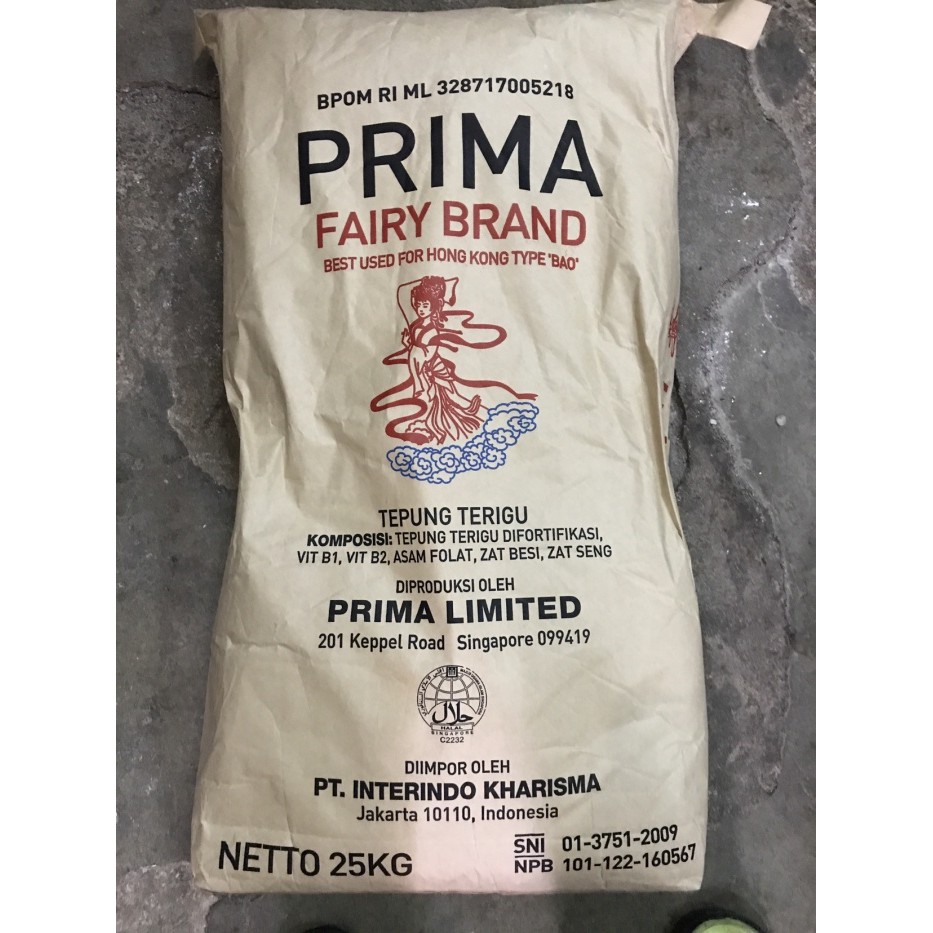 BPOM RI ML 328717005218
PRIMA
FAIRY BRAND
BEST USED FOR HONG KONG TYPE 'BAO'
TEPUNG TERIGU
KOMPOSISI: TEPUNG TERIGU DIFORTIFIKASI,
VIT B1, VIT B2, ASAM FOLAT, ZAT BESI, ZAT SENG
DIPRODUKSI OLEH
PRIMA LIMITED
201 Keppel Road Singapore 099419
حلال
HALAL
SINGAPORE
C2232
DIIMPOR OLEH
PT. INTERINDO KHARISMA
Jakarta 10110, Indonesia
NETTO 25KG
SNI 01-3751-2009
NPB 101-122-160567